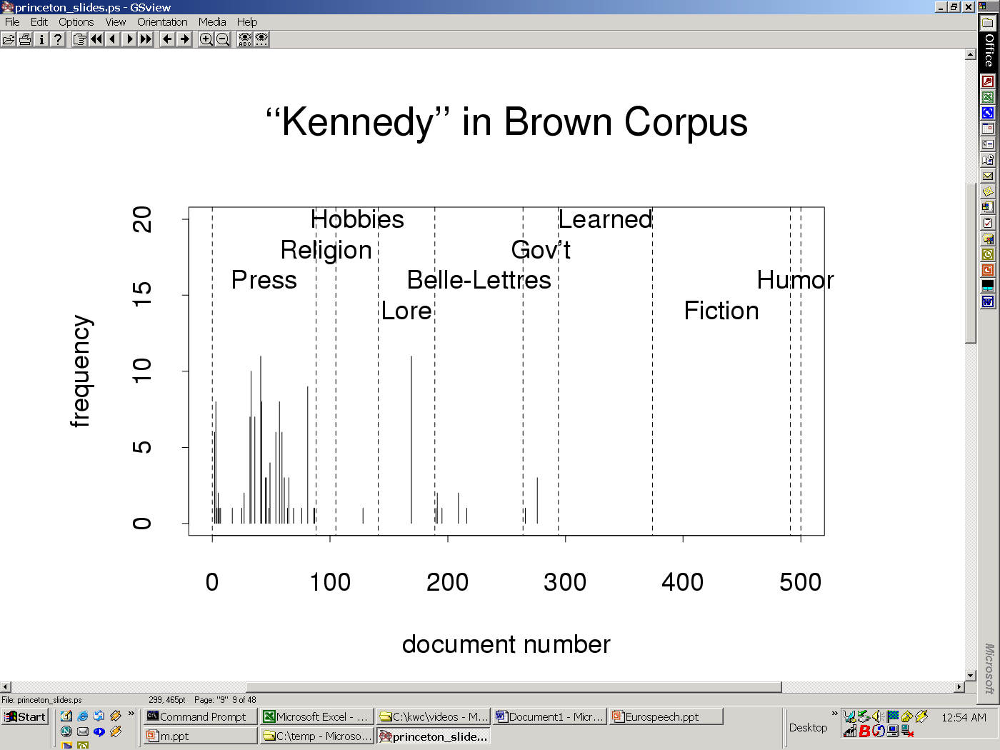 princeton_slides.ps - GSview
File Edit Options View Orientation Media Help
Office
“Kennedy” in Brown Corpus
20
Hobbies
Learned
Religion
Gov't
Press
Belle-Lettres
Humor
15
Lore
Fiction
frequency
10
5
0
0 100 200 300 400 500
document number
Microsoft
File: princeton_slides.ps 299, 465pt Page: "9" 9 of 48
Start
Command Prompt
Microsoft Excel - ...
C:\kwc\videos - M...
Document1 - Micr...
Eurospeech.ppt
m.ppt
C:\temp - Microso...
princeton_slide...
Desktop
12:54 AM